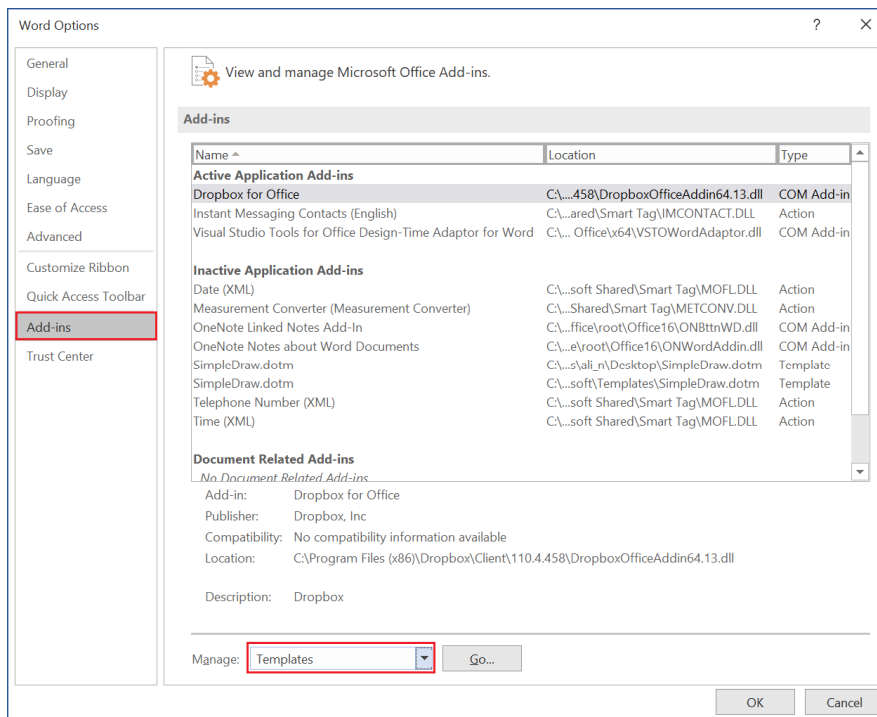 Word Options
General
Display
Proofing
Save
Language
Ease of Access
Advanced
Customize Ribbon
Quick Access Toolbar
Add-ins
Trust Center
View and manage Microsoft Office Add-ins.
Add-ins
Name Location Type
Active Application Add-ins
Dropbox for Office C:\....458\DropboxOfficeAddin64.13.dll COM Add-in
Instant Messaging Contacts (English) C:\...ared\Smart Tag\IMCONTACT.DLL Action
Visual Studio Tools for Office Design-Time Adaptor for Word C:\... Office\x64\VSTOWordAdaptor.dll COM Add-in
Inactive Application Add-ins
Date (XML) C:\...soft Shared\Smart Tag\MOFL.DLL Action
Measurement Converter (Measurement Converter) C:\...Shared\Smart Tag\METCONV.DLL Action
OneNote Linked Notes Add-In C:\...ffice\root\Office16\ONBttnWD.dll COM Add-in
OneNote Notes about Word Documents C:\...e\root\Office16\ONWordAddin.dll COM Add-in
SimpleDraw.dotm C:\...s\ali_n\Desktop\SimpleDraw.dotm Template
SimpleDraw.dotm C:\...soft\Templates\SimpleDraw.dotm Template
Telephone Number (XML) C:\...soft Shared\Smart Tag\MOFL.DLL Action
Time (XML) C:\...soft Shared\Smart Tag\MOFL.DLL Action
Document Related Add-ins
No Document Related Add-ins
Add-in: Dropbox for Office
Publisher: Dropbox, Inc
Compatibility: No compatibility information available
Location: C:\Program Files (x86)\Dropbox\Client\110.4.458\DropboxOfficeAddin64.13.dll
Description: Dropbox
Manage: Templates Go...
OK Cancel